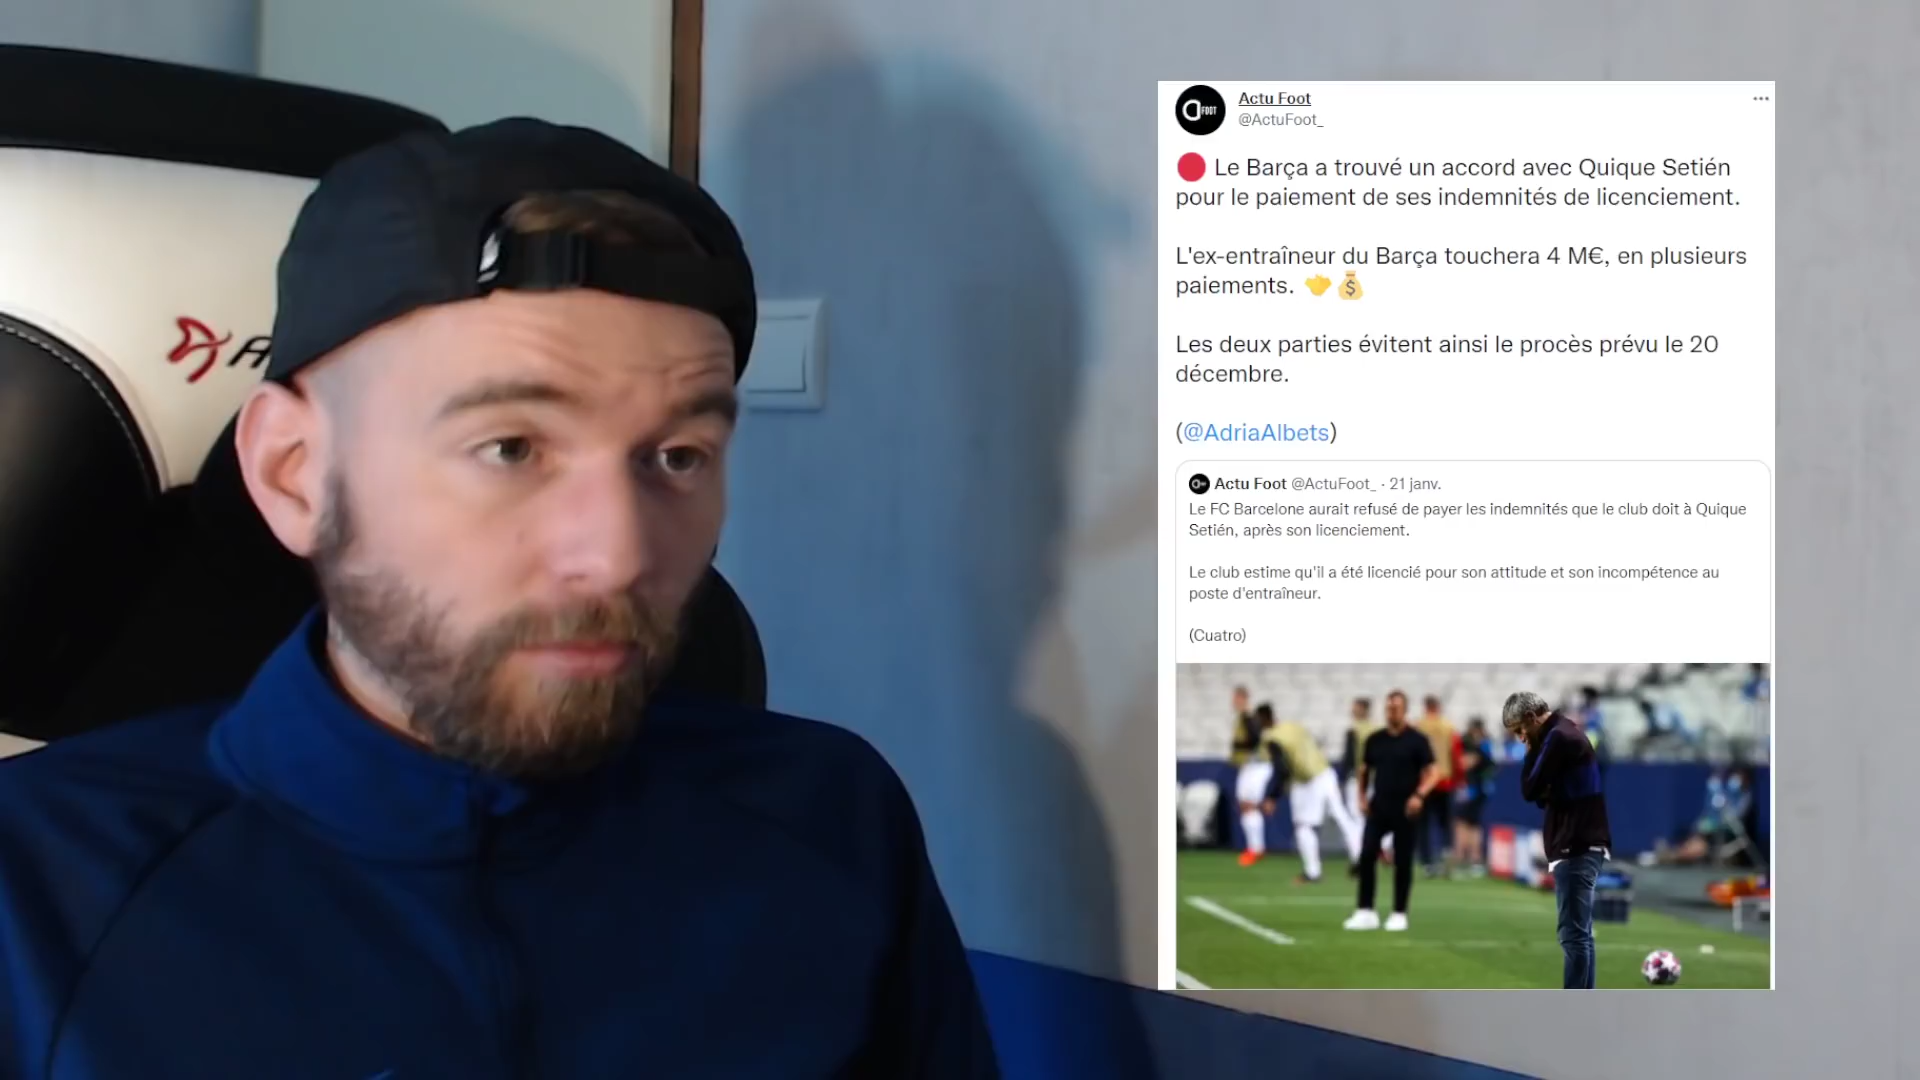 Actu Foot
@ActuFoot_
Le Barça a trouvé un accord avec Quique Setién
pour le paiement de ses indemnités de licenciement.
L'ex-entraîneur du Barça touchera 4 M€, en plusieurs
paiements.
Les deux parties évitent ainsi le procès prévu le 20
décembre.
(@AdriaAlbets)
Actu Foot @ActuFoot_ · 21 janv.
Le FC Barcelone aurait refusé de payer les indemnités que le club doit à Quique
Setién, après son licenciement.
Le club estime qu'il a été licencié pour son attitude et son incompétence au
poste d'entraîneur.
(Cuatro)